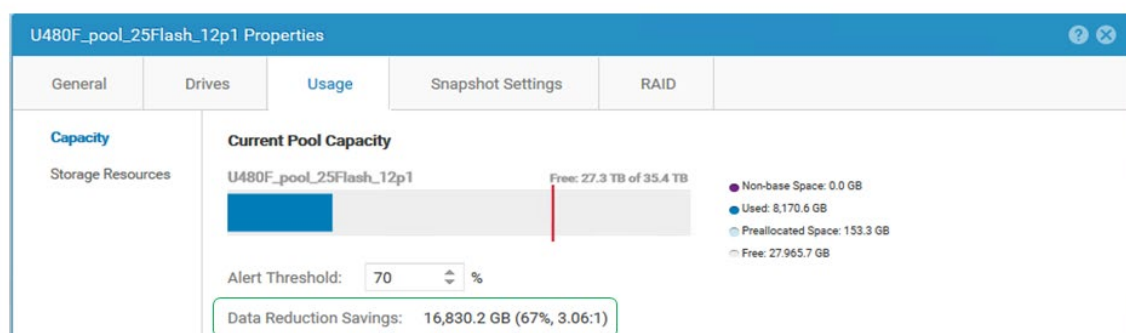 U480F_pool_25Flash_12p1 Properties
General Drives Usage Snapshot Settings RAID
Capacity
Storage Resources
Current Pool Capacity
U480F_pool_25Flash_12p1 Free: 27.3 TB of 35.4 TB
Non-base Space: 0.0 GB
Used: 8,170.6 GB
Preallocated Space: 153.3 GB
Free: 27.965.7 GB
Alert Threshold: 70 %
Data Reduction Savings: 16,830.2 GB (67%, 3.06:1)